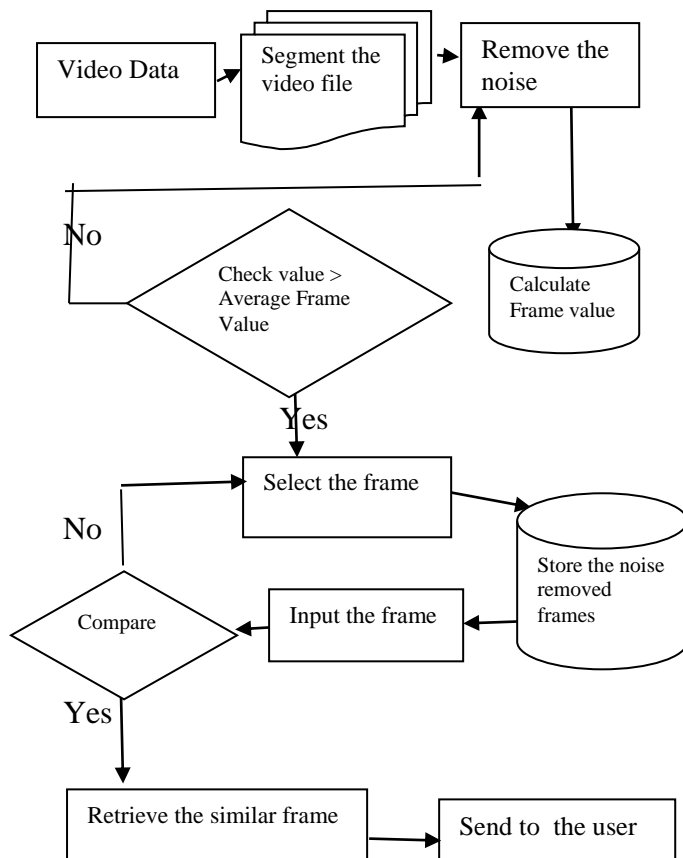 Video Data
Segment the
video file
Remove the
noise
No
Check value >
Average Frame
Value
Calculate
Frame value
Yes
Select the frame
No
Store the noise
removed
frames
Input the frame
Compare
Yes
Retrieve the similar frame
Send to the user